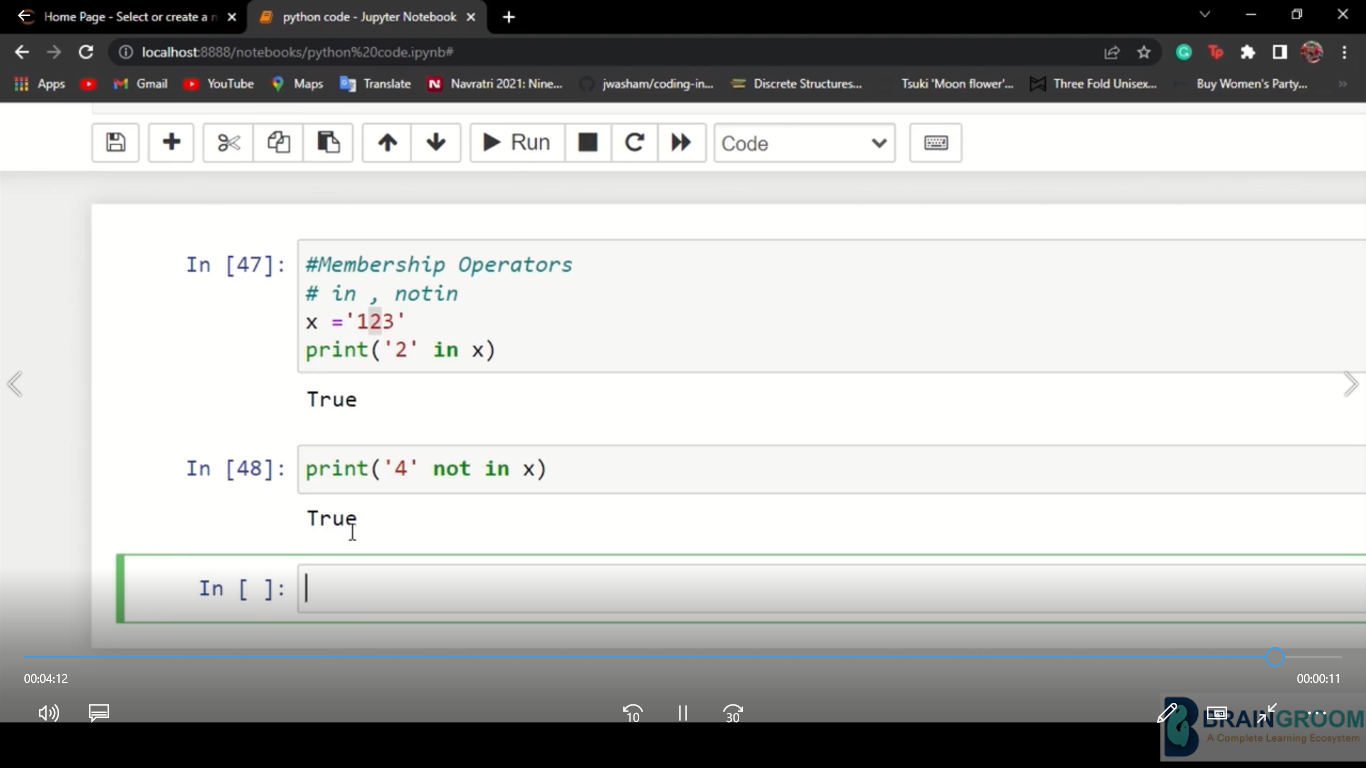 Home Page - Select or create a n
python code - Jupyter Notebook
localhost:8888/notebooks/python%20code.ipynb#
Apps
Gmail
YouTube
Maps
Translate
Navratri 2021: Nine...
jwasham/coding-in...
Discrete Structures...
Tsuki 'Moon flower'...
Three Fold Unisex...
Buy Women's Party...
Run
Code
In [47]:
#Membership Operators
# in , notin
x ='123'
print('2' in x)
True
In [48]:
print('4' not in x)
True
In [ ]:
00:04:12
00:00:11
10
30
BRAINGROOM
A Complete Learning Ecosystem